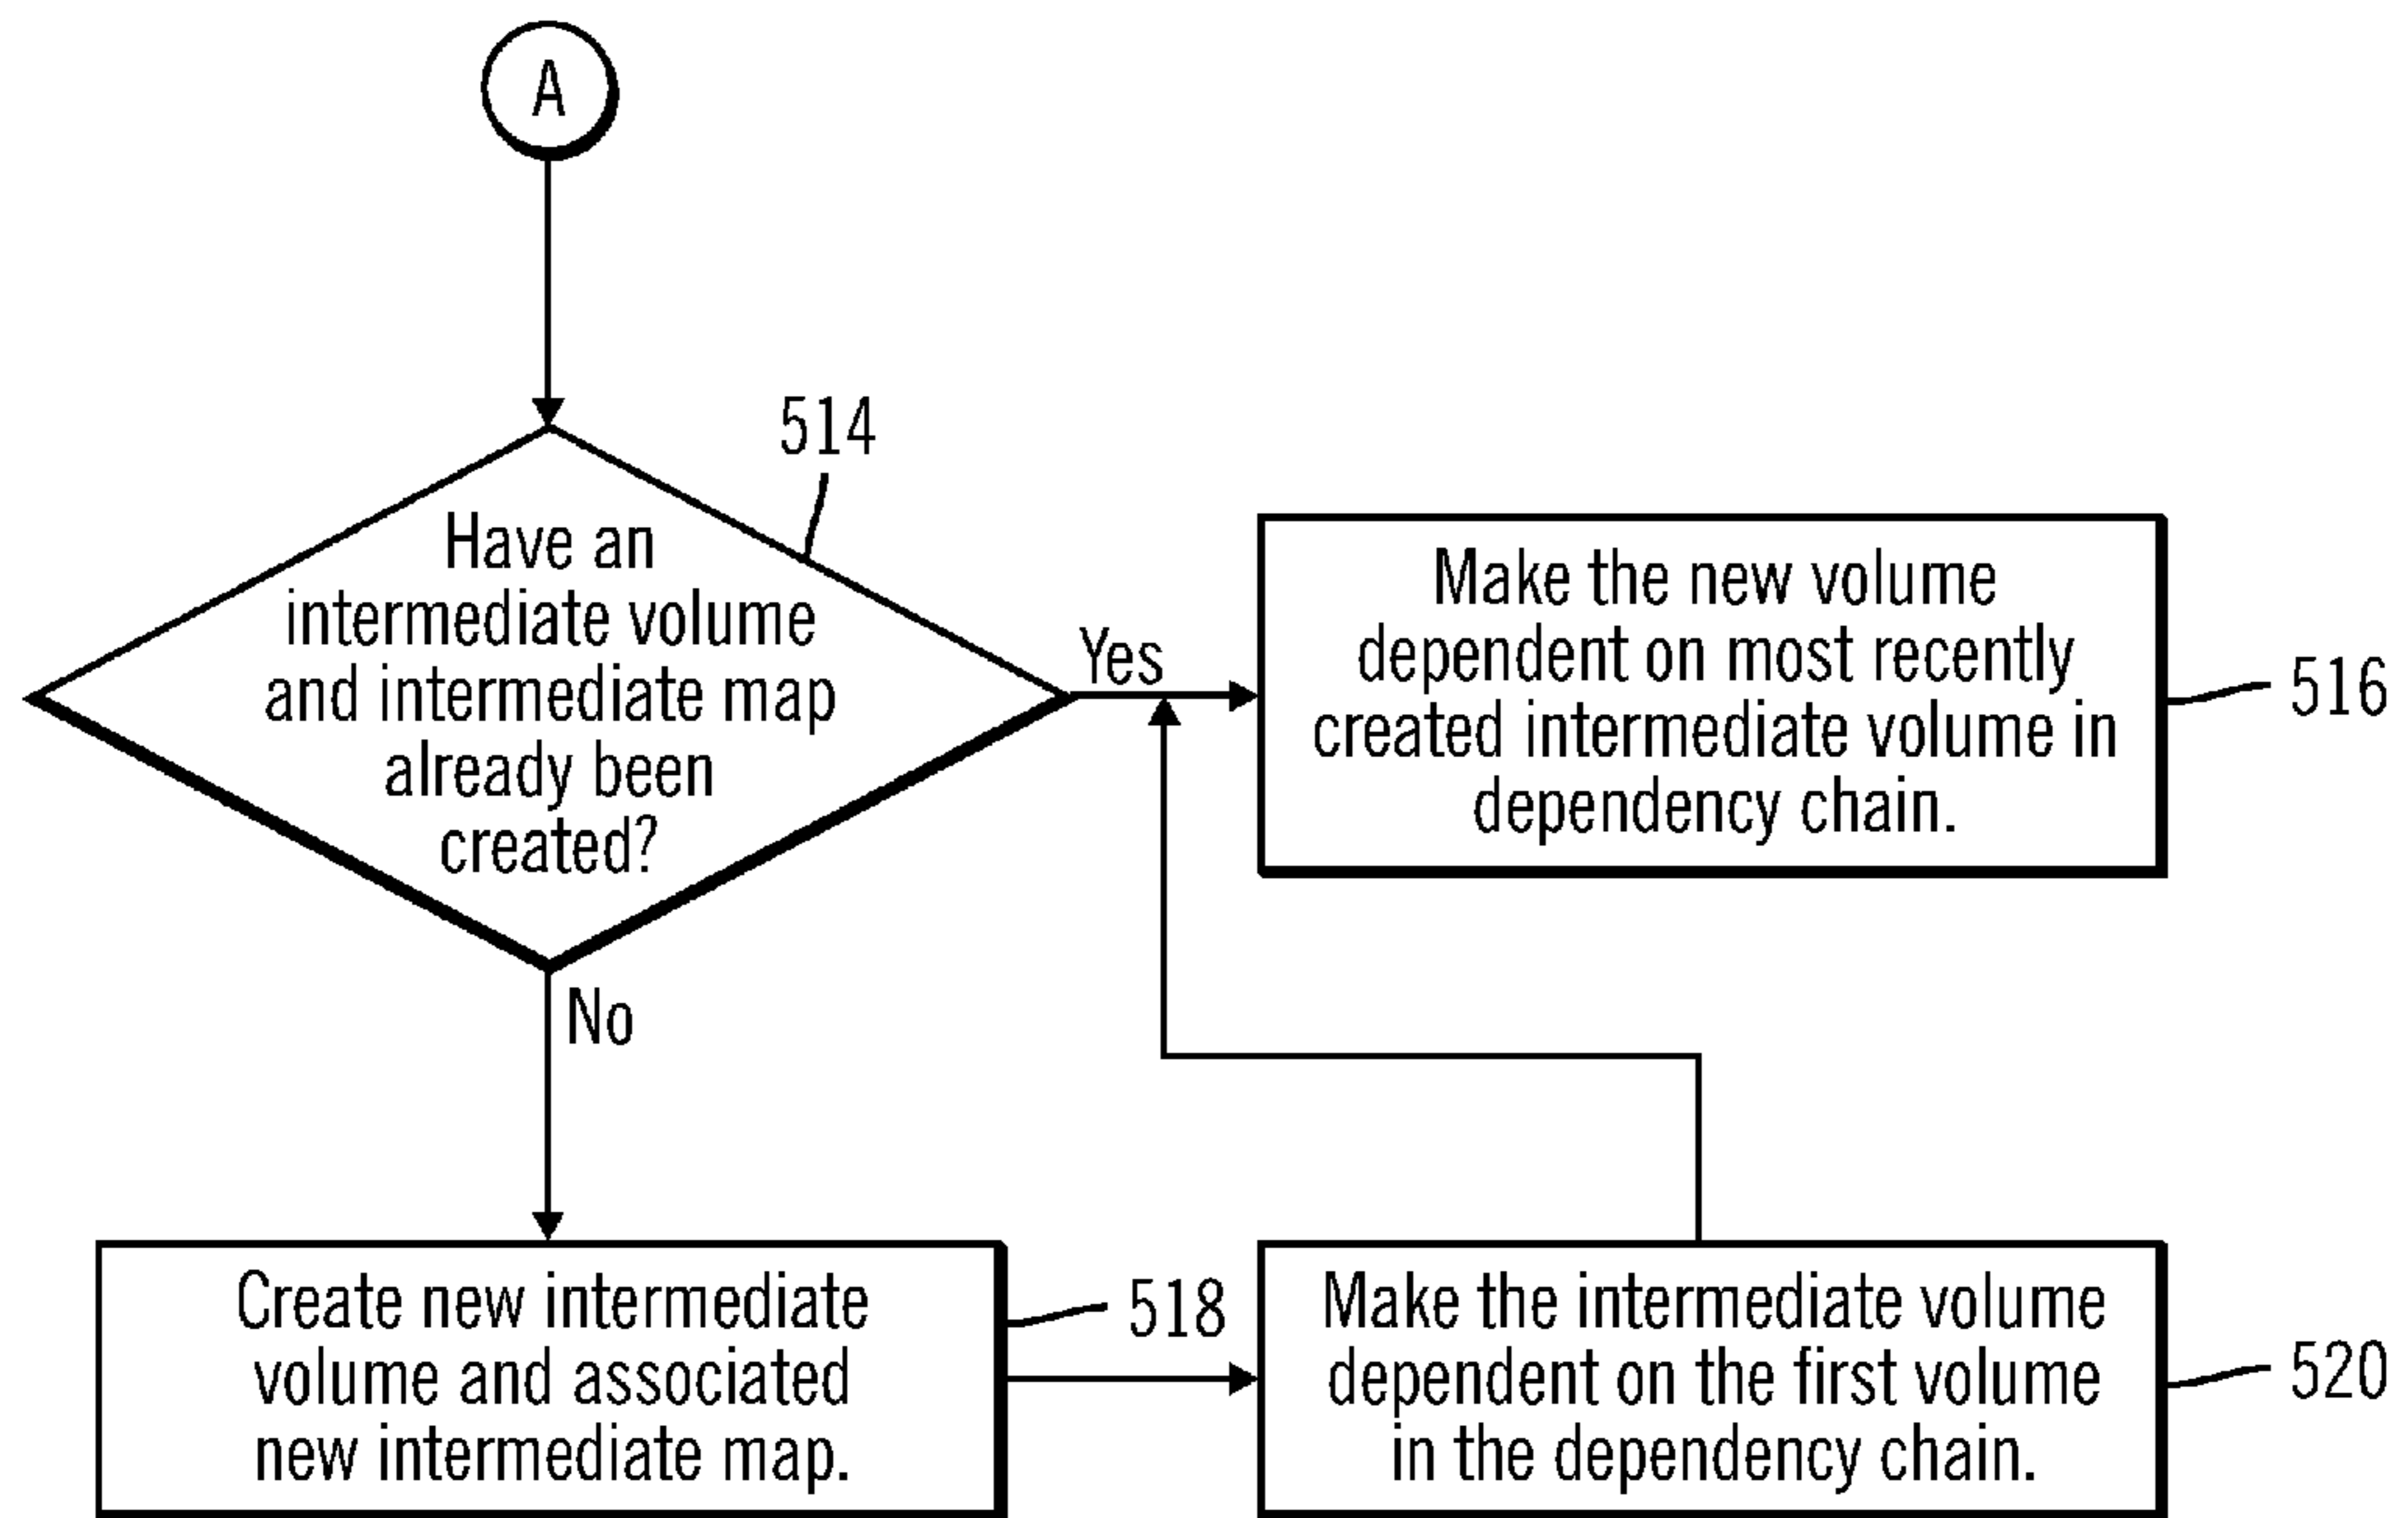 A
514
Have an
intermediate volume
and intermediate map
already been
created?
Yes
Make the new volume
dependent on most recently
created intermediate volume in
dependency chain.
516
No
Create new intermediate
volume and associated
new intermediate map.
518
Make the intermediate volume
dependent on the first volume
in the dependency chain.
520